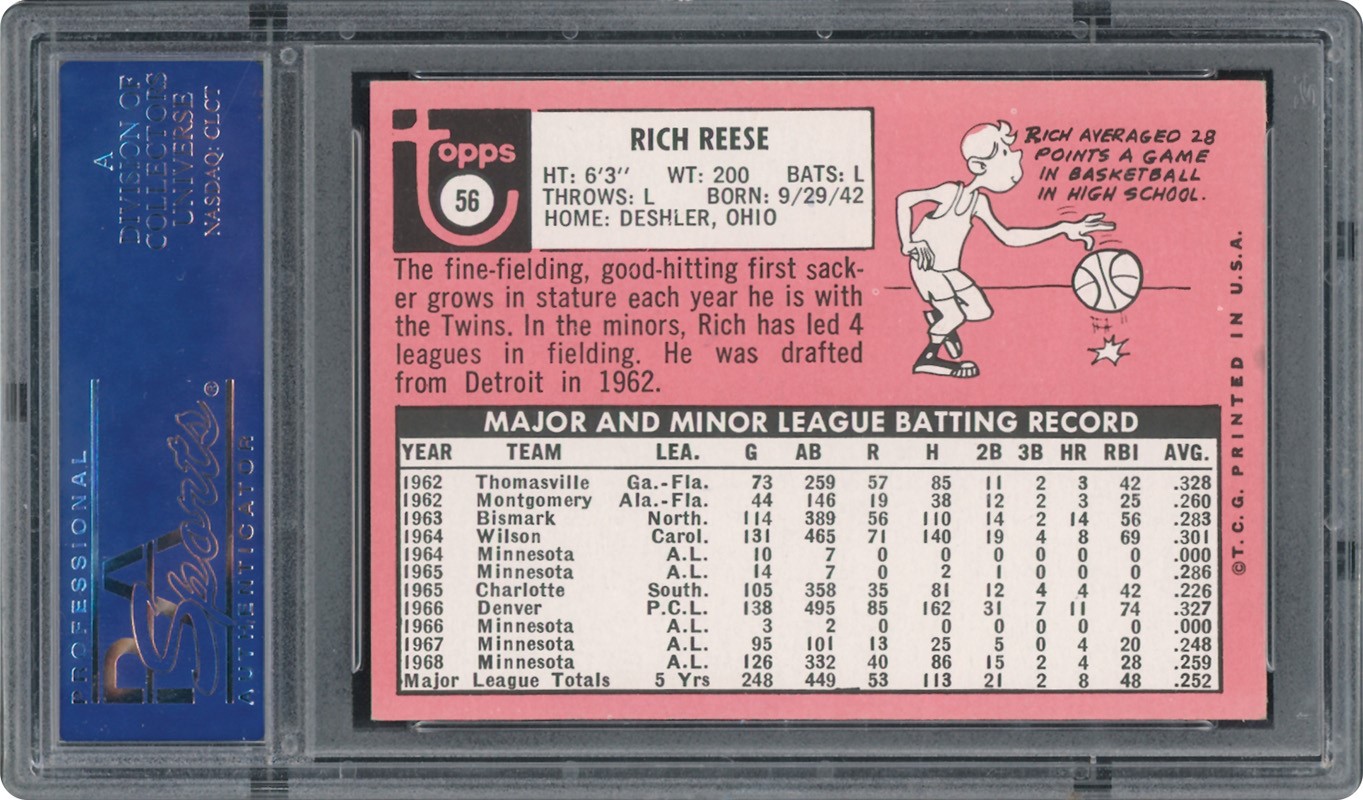 A
DIVISION OF
COLLECTORS
UNIVERSE
NASDAQ: CLCT
PROFESSIONAL
PSA
Sports®
AUTHENTICATOR
topps
56
RICH REESE
HT: 6'3" WT: 200 BATS: L
THROWS: L BORN: 9/29/42
HOME: DESHLER, OHIO
RICH AVERAGED 28
POINTS A GAME
IN BASKETBALL
IN HIGH SCHOOL.
The fine-fielding, good-hitting first sack-
er grows in stature each year he is with
the Twins. In the minors, Rich has led 4
leagues in fielding. He was drafted
from Detroit in 1962.
MAJOR AND MINOR LEAGUE BATTING RECORD
YEAR TEAM LEA. G AB R H 2B 3B HR RBI AVG.
1962 Thomasville Ga.-Fla. 73 259 57 85 11 2 3 42 .328
1962 Montgomery Ala.-Fla. 44 146 19 38 12 2 3 25 .260
1963 Bismark North. 114 389 56 110 14 2 14 56 .283
1964 Wilson Carol. 131 465 71 140 19 4 8 69 .301
1964 Minnesota A.L. 10 7 0 0 0 0 0 0 .000
1965 Minnesota A.L. 14 7 0 2 1 0 0 0 .286
1965 Charlotte South. 105 358 35 81 12 4 4 42 .226
1966 Denver P.C.L. 138 495 85 162 31 7 11 74 .327
1966 Minnesota A.L. 3 2 0 0 0 0 0 0 .000
1967 Minnesota A.L. 95 101 13 25 5 0 4 20 .248
1968 Minnesota A.L. 126 332 40 86 15 2 4 28 .259
Major League Totals 5 Yrs 248 449 53 113 21 2 8 48 .252
©T.C.G. PRINTED IN U.S.A.